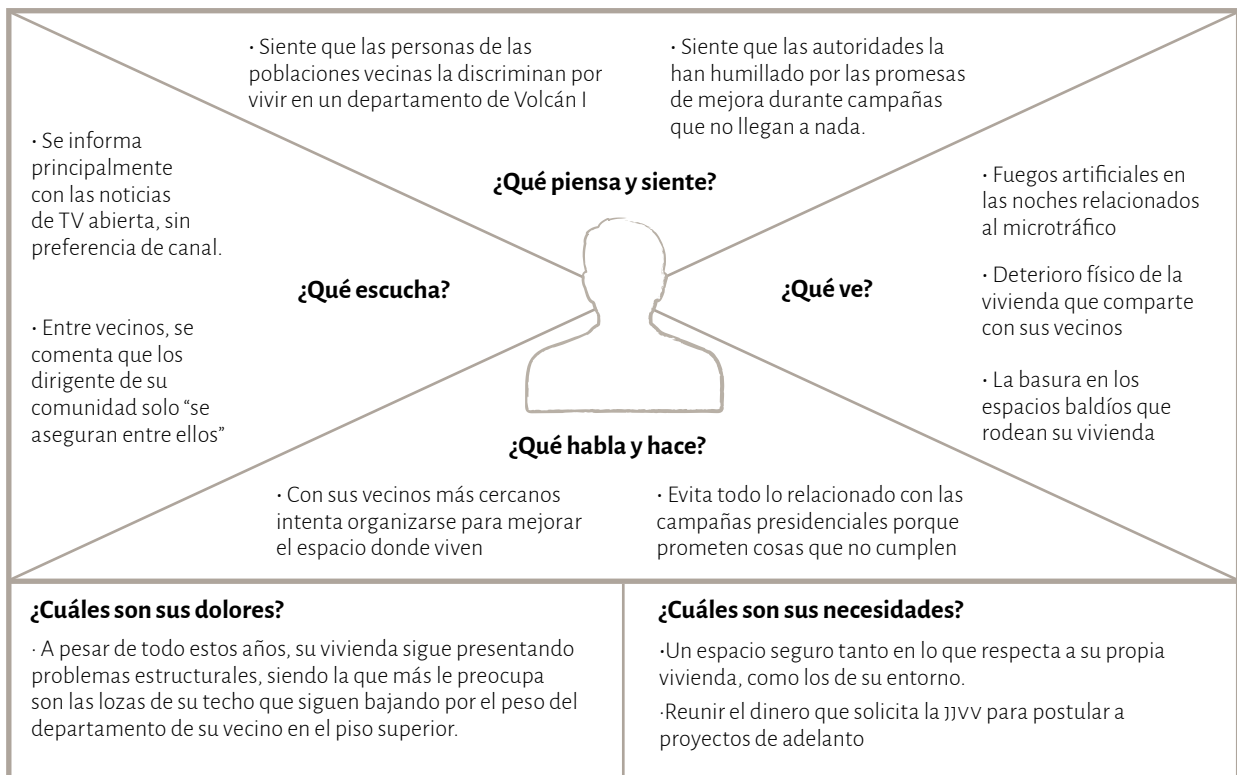 · Siente que las personas de las
poblaciones vecinas la discriminan por
vivir en un departamento de Volcán I
· Siente que las autoridades la
han humillado por las promesas
de mejora durante campañas
que no llegan a nada.
¿Qué piensa y siente?
· Se informa
principalmente
con las noticias
de TV abierta, sin
preferencia de canal.
· Entre vecinos, se
comenta que los
dirigente de su
comunidad solo “se
aseguran entre ellos”
¿Qué escucha?
¿Qué ve?
· Fuegos artificiales en
las noches relacionados
al microtráfico
· Deterioro físico de la
vivienda que comparte
con sus vecinos
· La basura en los
espacios baldíos que
rodean su vivienda
¿Qué habla y hace?
· Con sus vecinos más cercanos
intenta organizarse para mejorar
el espacio donde viven
· Evita todo lo relacionado con las
campañas presidenciales porque
prometen cosas que no cumplen
¿Cuáles son sus dolores?
· A pesar de todo estos años, su vivienda sigue presentando
problemas estructurales, siendo la que más le preocupa
son las lozas de su techo que siguen bajando por el peso del
departamento de su vecino en el piso superior.
¿Cuáles son sus necesidades?
·Un espacio seguro tanto en lo que respecta a su propia
vivienda, como los de su entorno.
·Reunir el dinero que solicita la JJVV para postular a
proyectos de adelanto